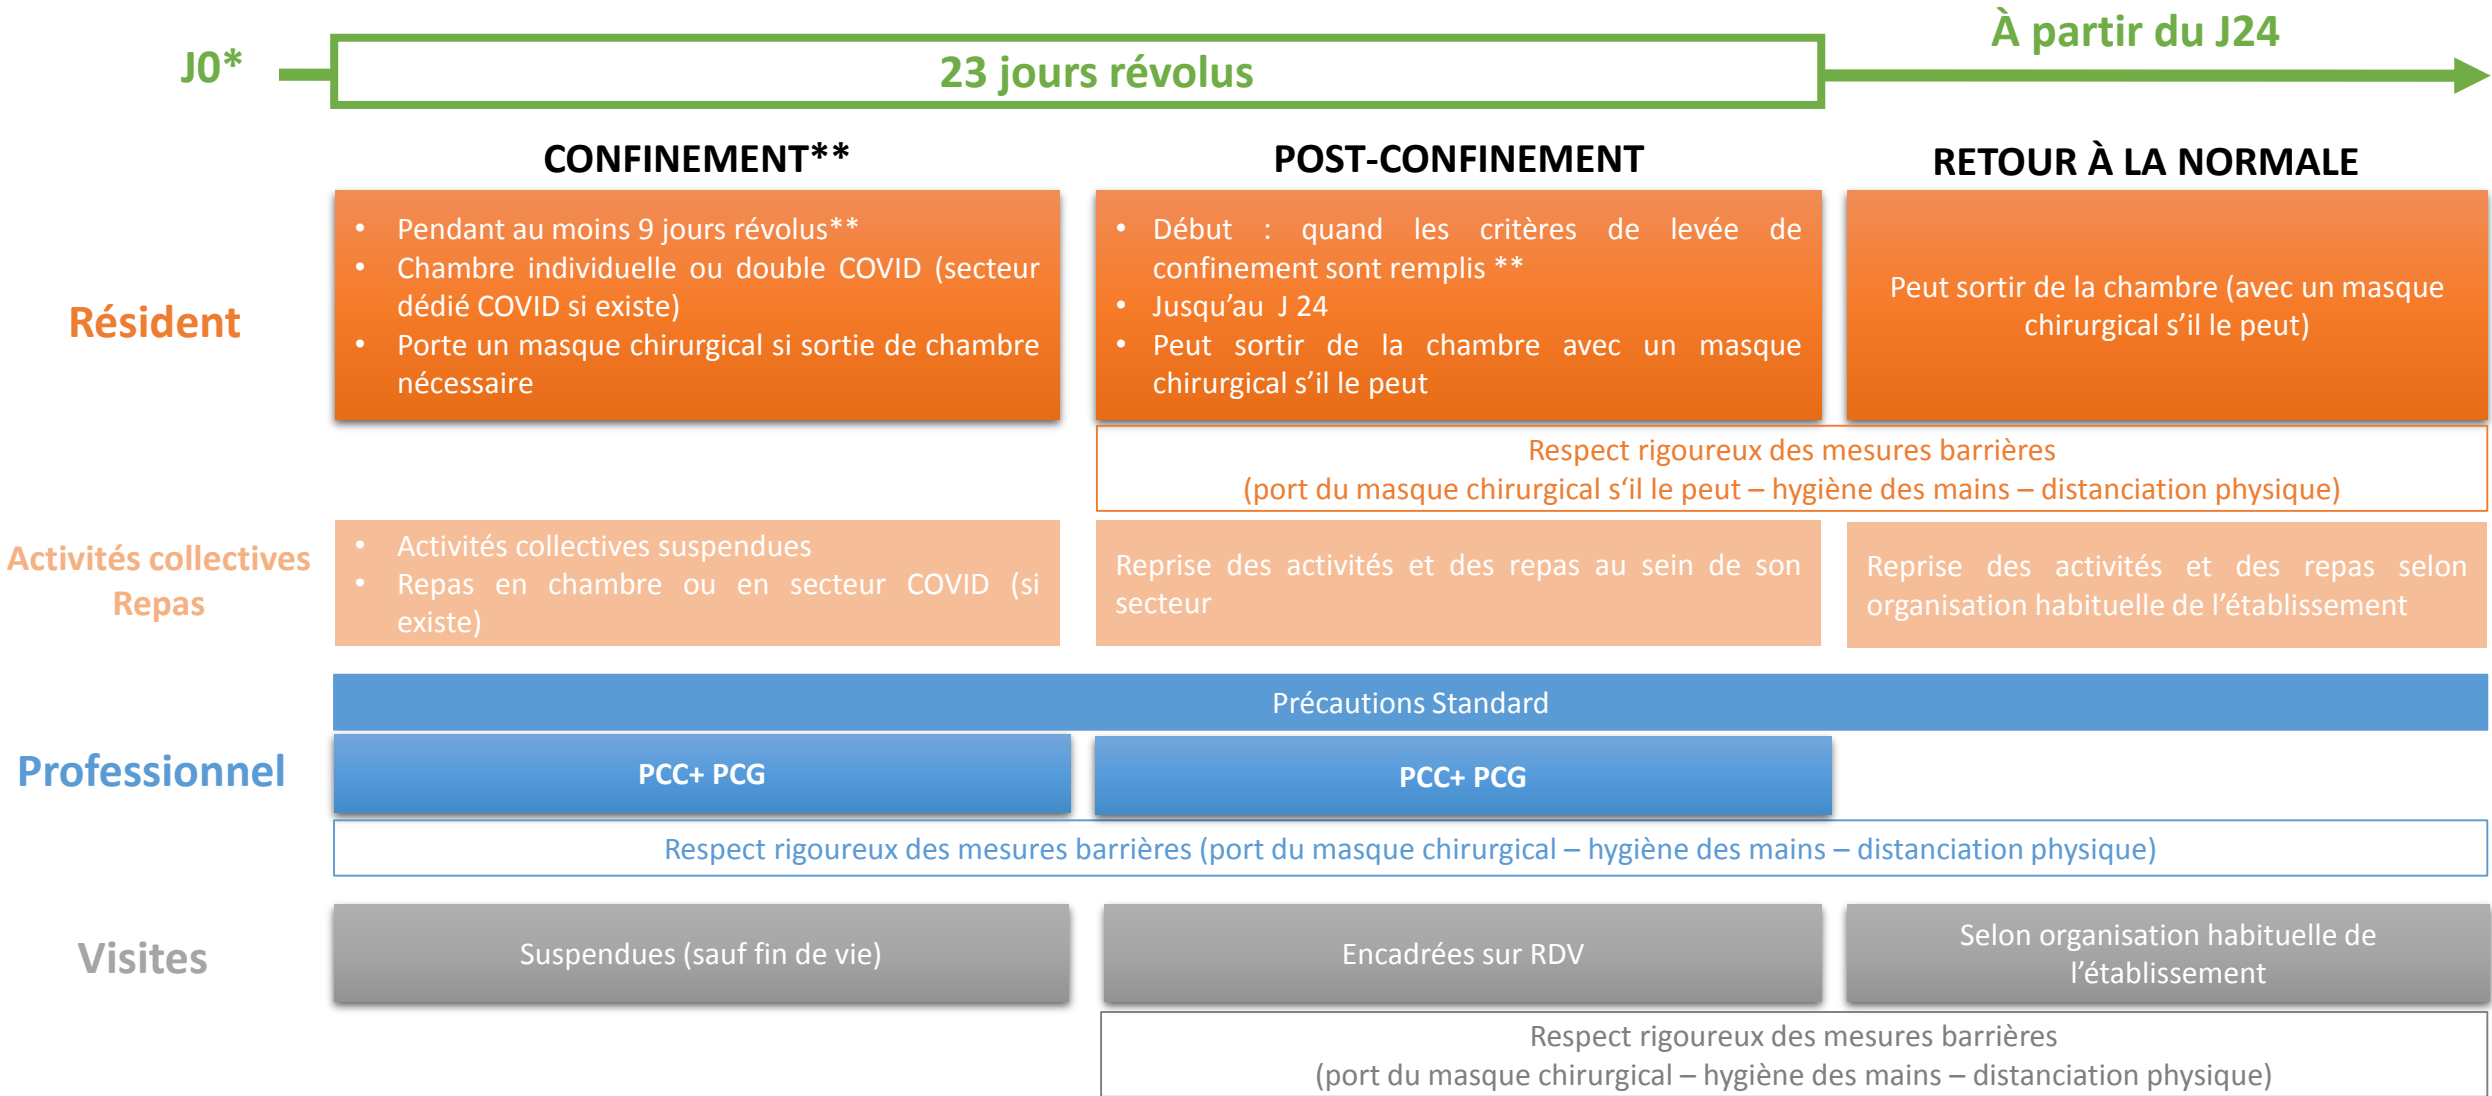 J0*
23 jours révolus
À partir du J24
CONFINEMENT**
POST-CONFINEMENT
RETOUR À LA NORMALE
Résident
• Pendant au moins 9 jours révolus**
• Chambre individuelle ou double COVID (secteur
dédié COVID si existe)
• Porte un masque chirurgical si sortie de chambre
nécessaire
• Début : quand les critères de levée de
confinement sont remplis **
• Jusqu’au J 24
• Peut sortir de la chambre avec un masque
chirurgical s’il le peut
Peut sortir de la chambre (avec un masque
chirurgical s’il le peut)
Respect rigoureux des mesures barrières
(port du masque chirurgical s‘il le peut – hygiène des mains – distanciation physique)
Activités collectives
Repas
• Activités collectives suspendues
• Repas en chambre ou en secteur COVID (si
existe)
Reprise des activités et des repas au sein de son
secteur
Reprise des activités et des repas selon
organisation habituelle de l’établissement
Précautions Standard
Professionnel
PCC+ PCG
PCC+ PCG
Respect rigoureux des mesures barrières (port du masque chirurgical – hygiène des mains – distanciation physique)
Visites
Suspendues (sauf fin de vie)
Encadrées sur RDV
Selon organisation habituelle de
l’établissement
Respect rigoureux des mesures barrières
(port du masque chirurgical – hygiène des mains – distanciation physique)